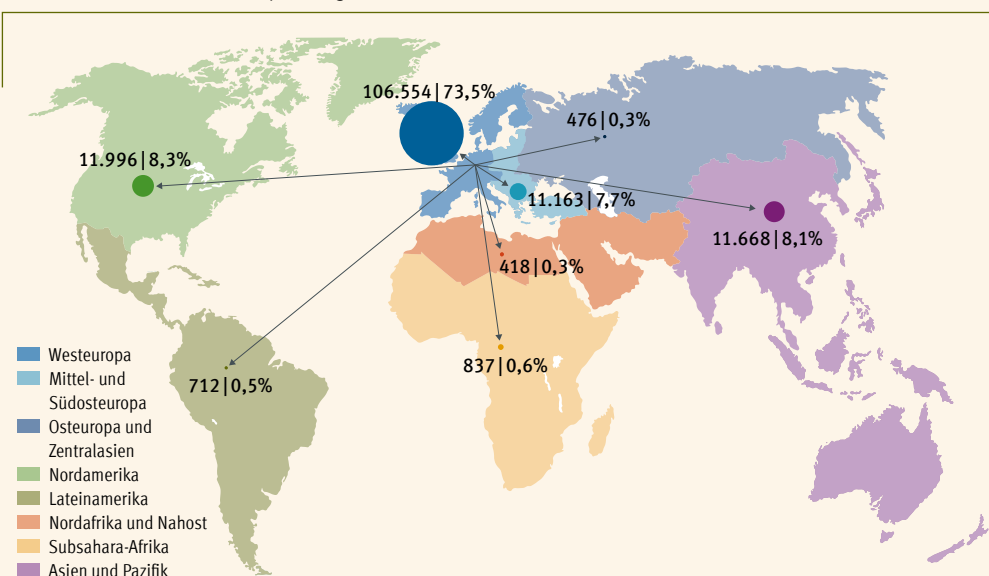 106.554|73,5%
476|0,3%
11.996|8,3%
11.163|7,7%
11.668|8,1%
418|0,3%
837|0,6%
712|0,5%
Westeuropa
Mittel- und
Südosteuropa
Osteuropa und
Zentralasien
Nordamerika
Lateinamerika
Nordafrika und Nahost
Subsahara-Afrika
Asien und Pazifik